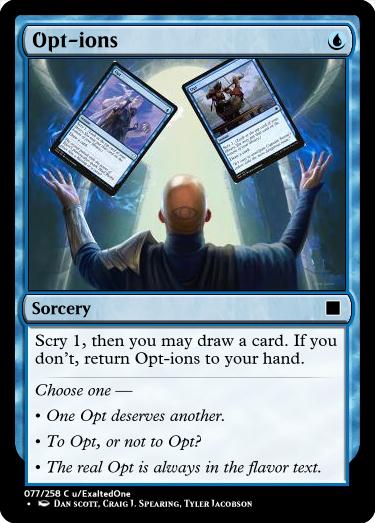 Opt-ions
Opt
Opt
Sorcery
Scry 1, then you may draw a card. If you
don't, return Opt-ions to your hand.
Choose one —
• One Opt deserves another.
• To Opt, or not to Opt?
• The real Opt is always in the flavor text.
077/258 C u/ExaltedOne
• Dan scott, Craig J. Spearing, Tyler Jacobson